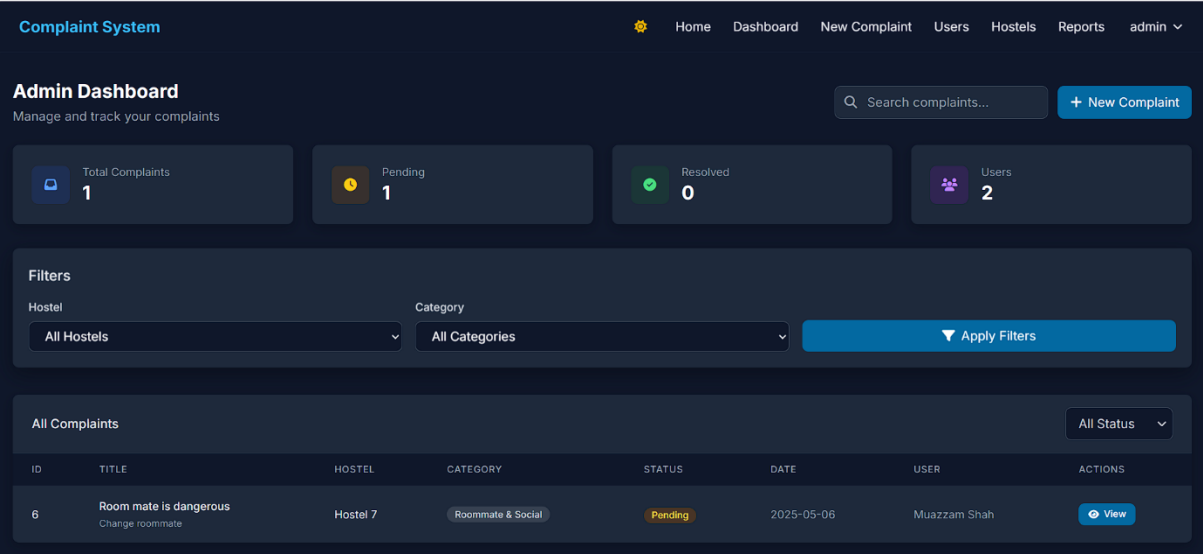 Complaint System
Home Dashboard New Complaint Users Hostels Reports admin
Admin Dashboard
Manage and track your complaints
Search complaints...
New Complaint
Total Complaints
1
Pending
1
Resolved
0
Users
2
Filters
Hostel
All Hostels
Category
All Categories
Apply Filters
All Complaints
All Status
ID TITLE HOSTEL CATEGORY STATUS DATE USER ACTIONS
6 Room mate is dangerous Hostel 7 Roommate & Social Pending 2025-05-06 Muazzam Shah View
Change roommate